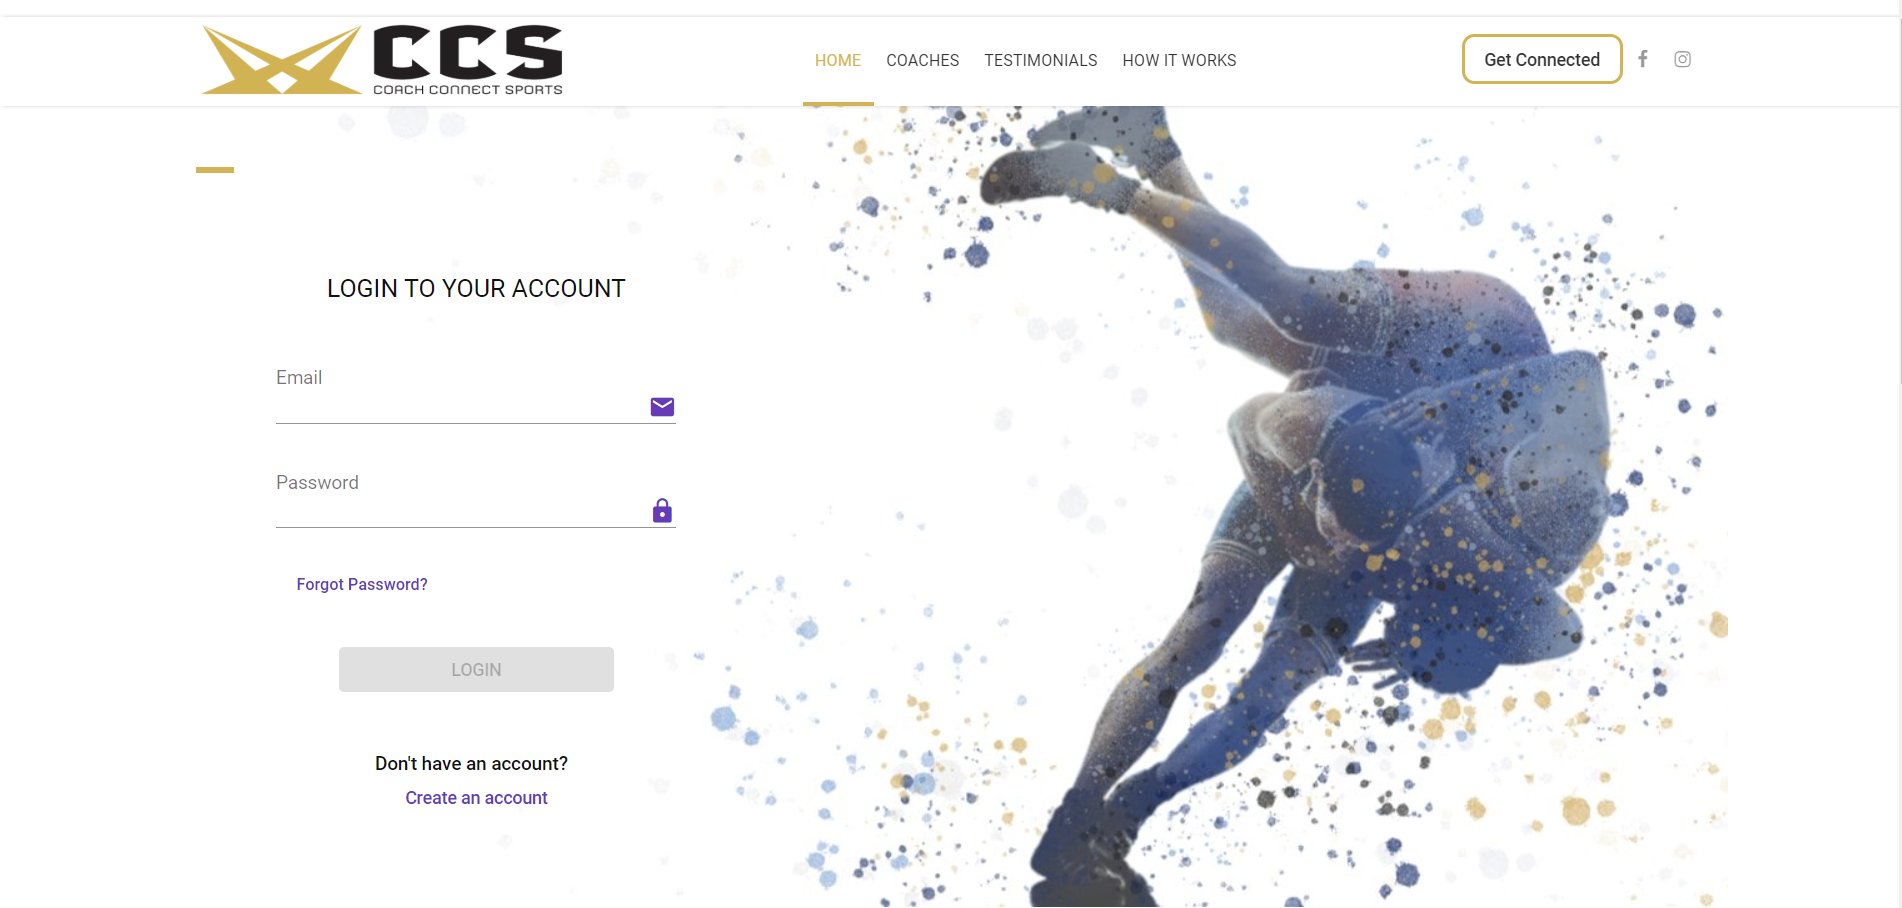 CCS
COACH CONNECT SPORTS
HOME
COACHES
TESTIMONIALS
HOW IT WORKS
Get Connected
LOGIN TO YOUR ACCOUNT
Email
Password
Forgot Password?
LOGIN
Don't have an account?
Create an account